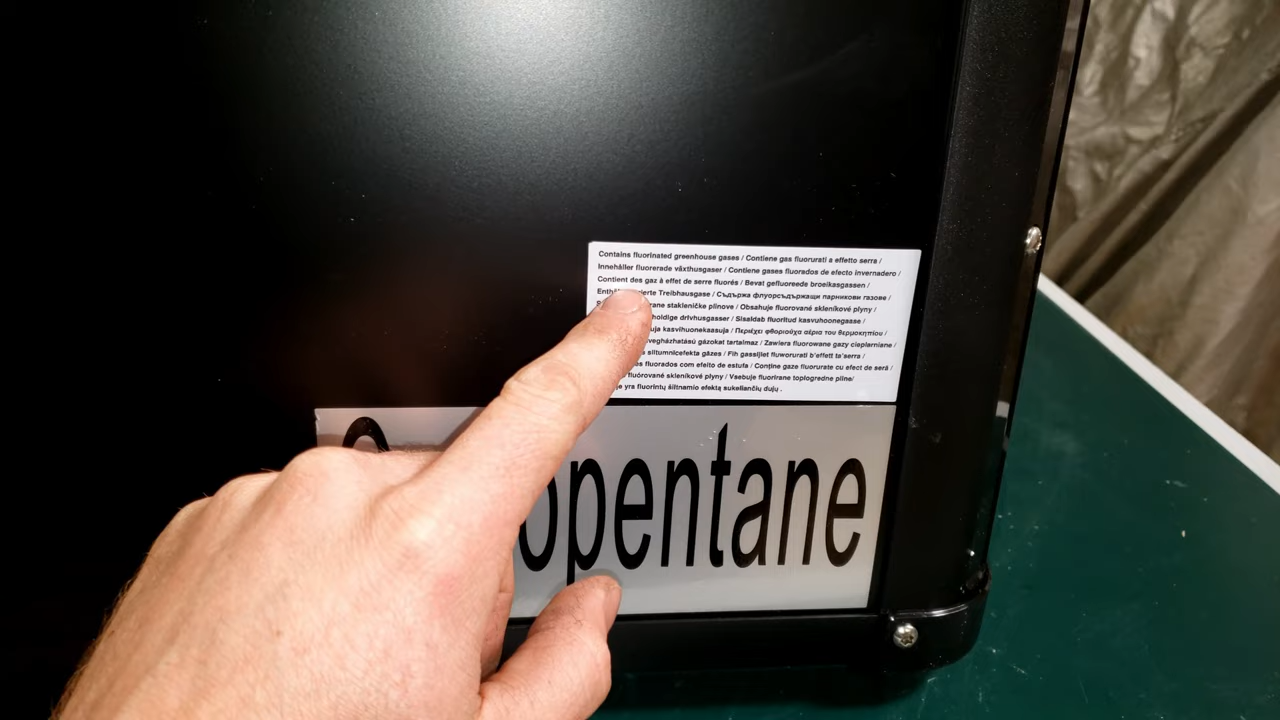 Contains fluorinated greenhouse gases / Contiene gas fluorurati a effetto serra /
Innehåller fluorerade växthusgaser / Contiene gases fluorados de efecto invernadero /
Contient des gaz à effet de serre fluorés / Bevat gefluoreede broeikasgassen /
Treibhausgase / Съдържа флуорсъдържащи парникови газове /
stakleničke plinove / Obsahuje fluorované skleníkové plyny /
drivhusgasser / Sisaldab fluoritud kasvuhoonegasse /
kasvihuonekaasuja / Περιέχει φθοριούχα αέρια του θερμοκηπίου /
gázokat tartalmaz / Zawiera fluorowane gazy cieplarniane /
siltumnicefekta gāzes / Fih gassijiet fluworurati b'effett ta'serra /
fluorados com efeito de estufa / Conține gaze fluorurate cu efect de seră /
fluórované skleníkové plyny / Vsebuje fluorirane toplogredne pline/
yra fluorintų šiltnamio efektą sukeliančių dujų .
opentane